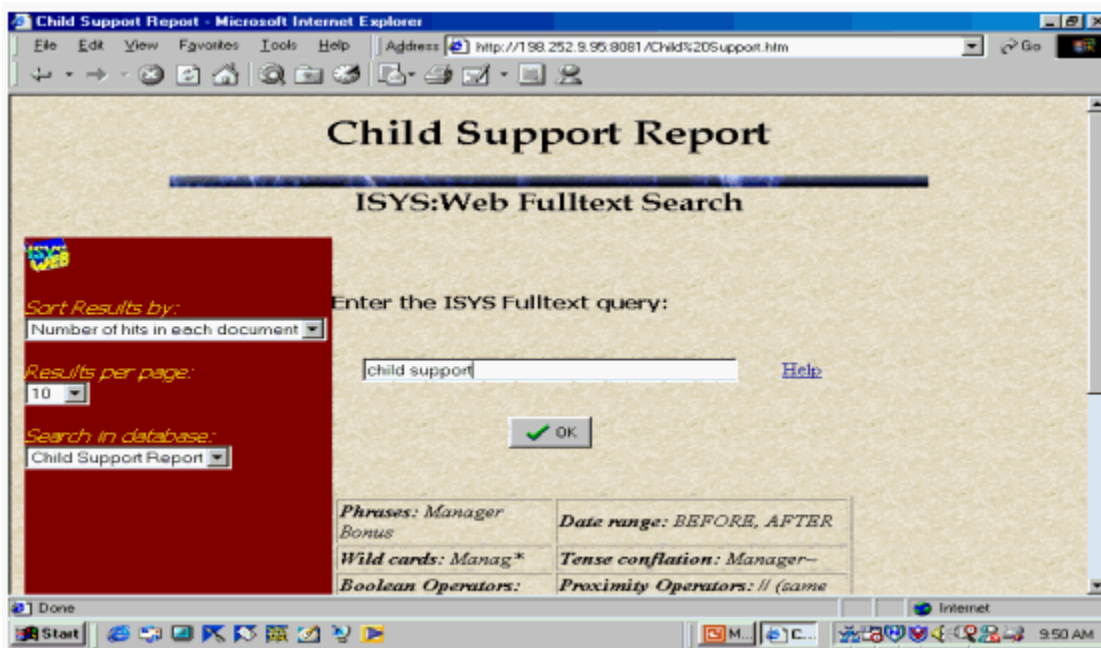 Child Support Report - Microsoft Internet Explorer
File Edit View Favorites Tools Help Address http://198.252.9.95:8081/Child%20Support.htm Go
Child Support Report
ISYS:Web Fulltext Search
ISYS
WEB
Sort Results by:
Number of hits in each document
Results per page:
10
Search in database:
Child Support Report
Enter the ISYS Fulltext query:
child support
Help
OK
Phrases: Manager Date range: BEFORE, AFTER
Bonus
Wild cards: Manag* Tense conflation: Manager~
Boolean Operators: Proximity Operators: // (same
Done Internet
Start M... C... 9:50 AM